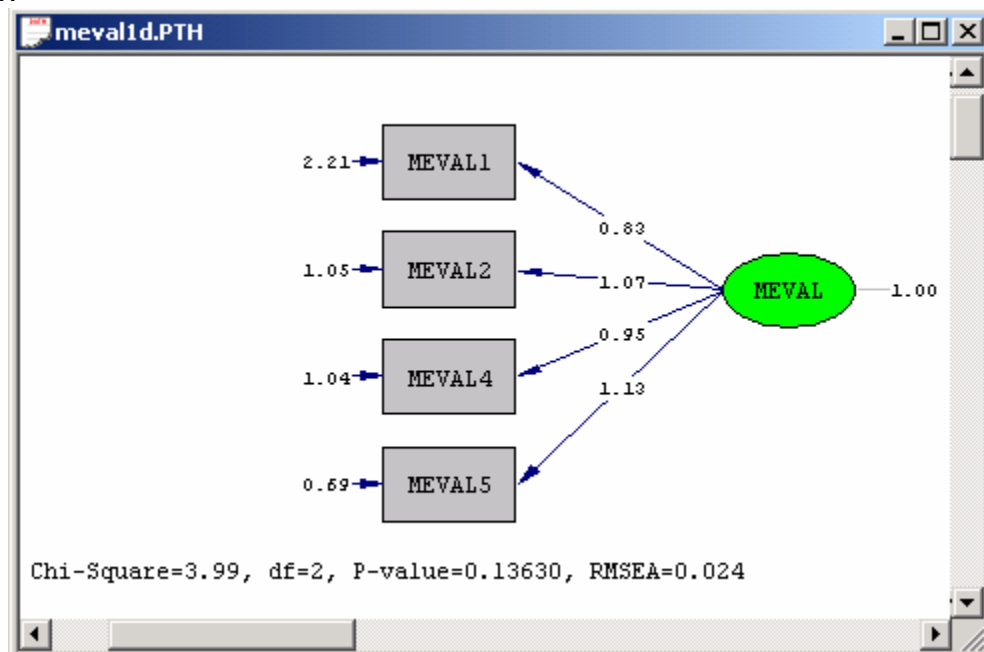 meval1d.PTH
2.21 MEVAL1
0.83
1.05 MEVAL2
1.07
MEVAL 1.00
0.95
1.04 MEVAL4
1.13
0.69 MEVAL5
Chi-Square=3.99, df=2, P-value=0.13630, RMSEA=0.024